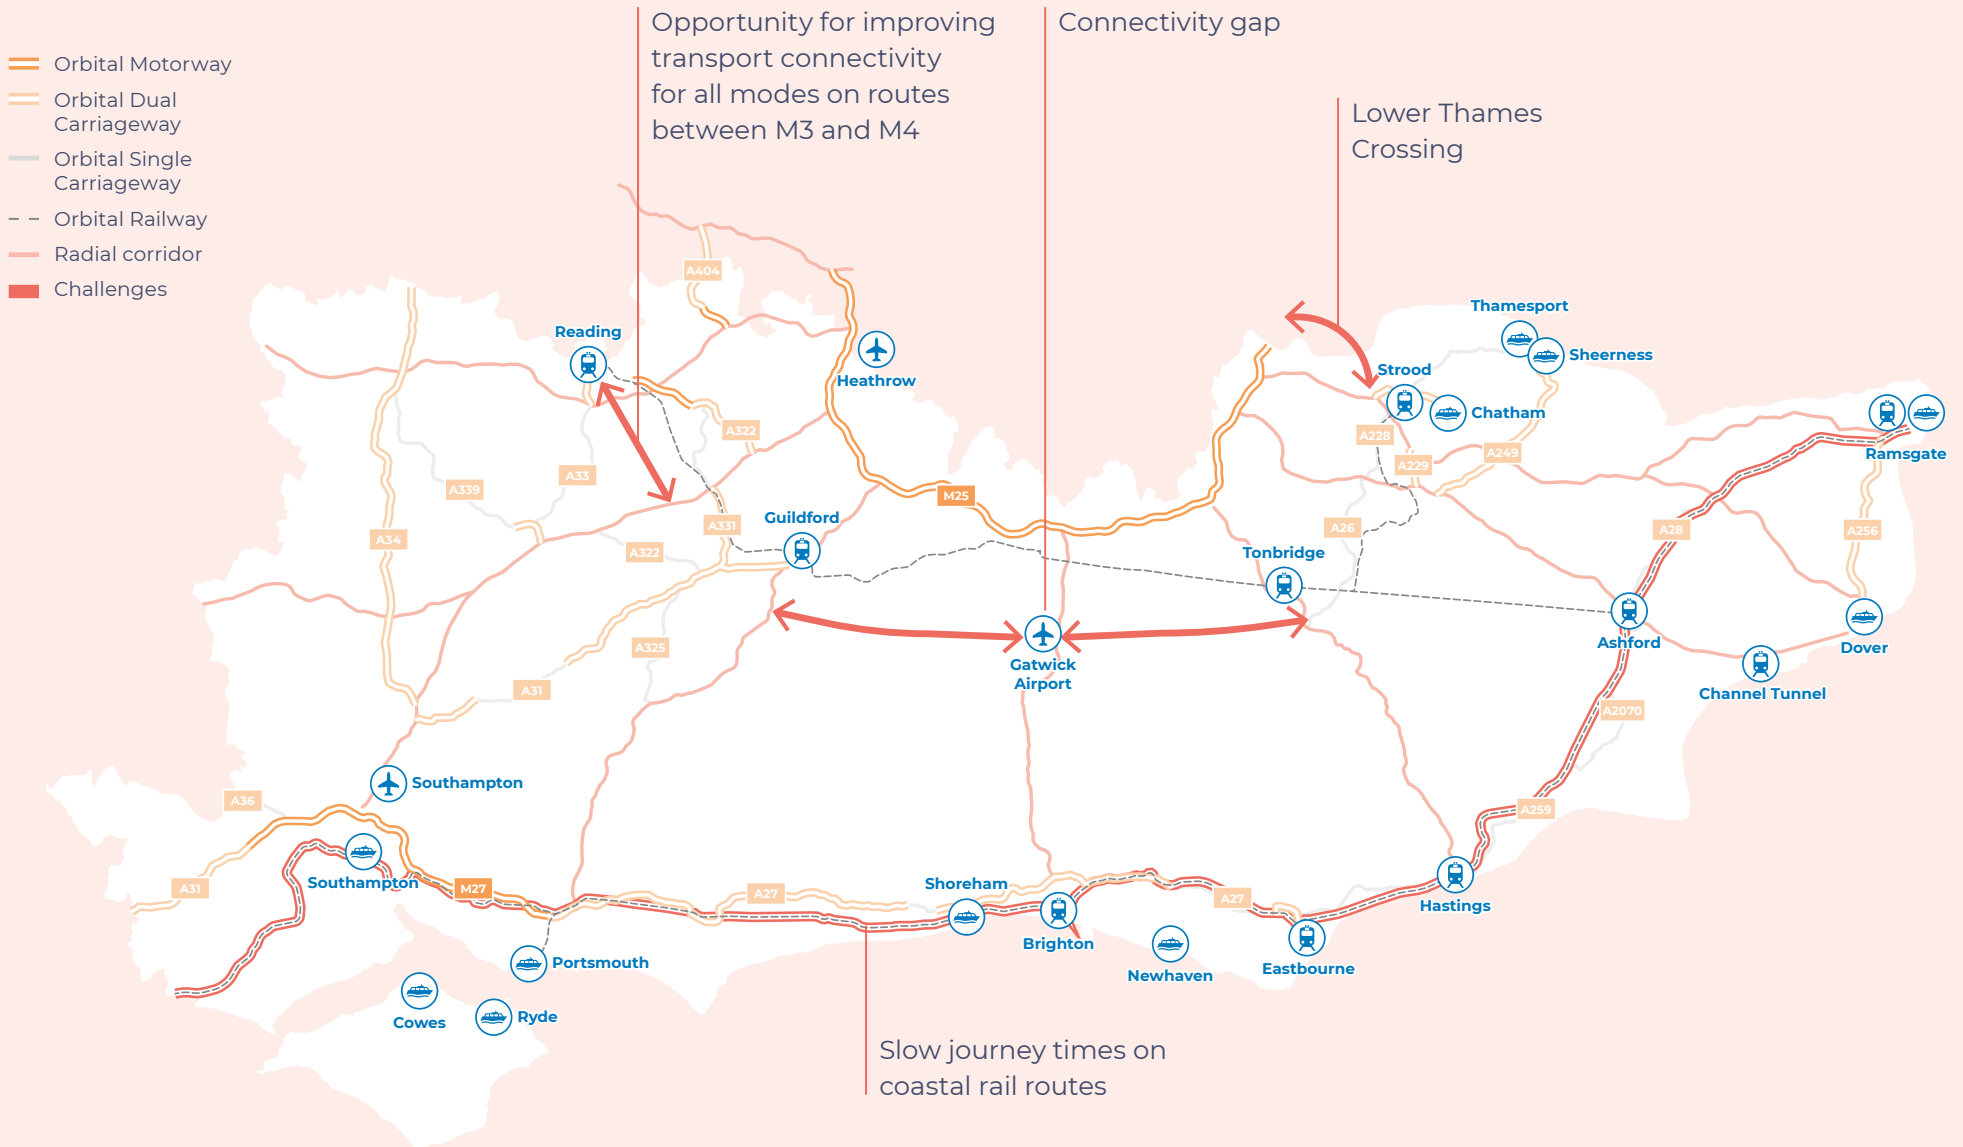 Opportunity for improving
transport connectivity
for all modes on routes
between M3 and M4
Connectivity gap
Lower Thames
Crossing
Orbital Motorway
Orbital Dual
Carriageway
Orbital Single
Carriageway
Orbital Railway
Radial corridor
Challenges
A404
Reading
Heathrow
Thamesport
Sheerness
Strood
Chatham
Ramsgate
A322
A228
A229
A249
A33
A339
M25
A34
A331
Guildford
A322
A26
Tonbridge
A28
A256
Ashford
Dover
Channel Tunnel
A325
Gatwick
Airport
A31
A2070
Southampton
A36
A259
Southampton
A31
M27
A27
Shoreham
A27
Hastings
Brighton
Portsmouth
Newhaven
Eastbourne
Cowes
Ryde
Slow journey times on
coastal rail routes